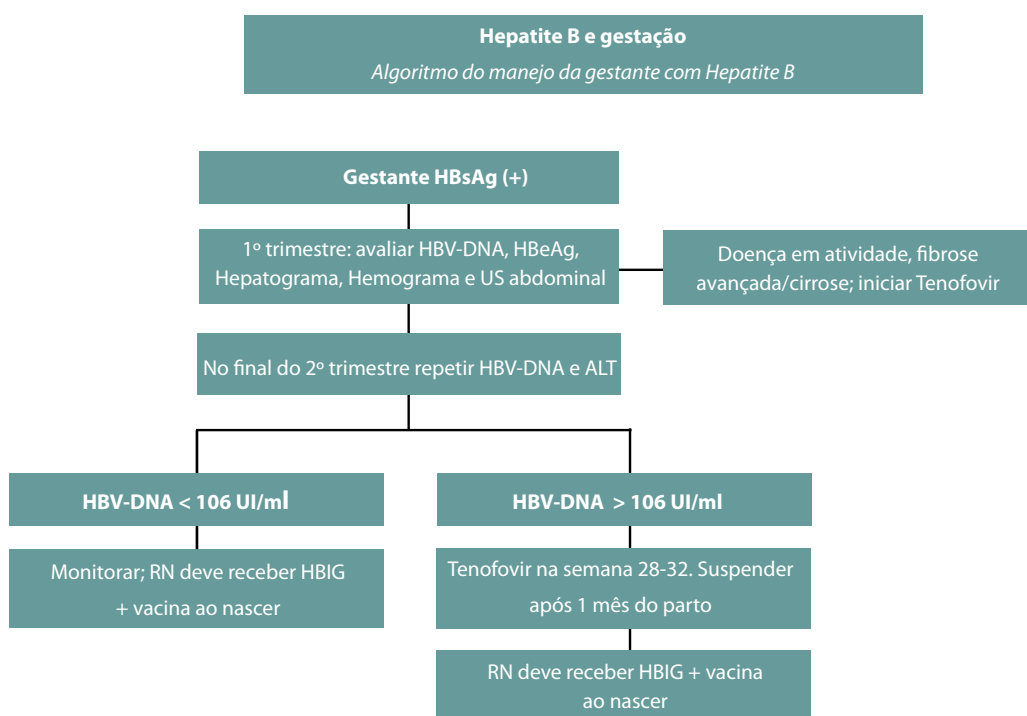 Hepatite B e gestação
Algoritmo do manejo da gestante com Hepatite B
Gestante HBsAg (+)
1º trimestre: avaliar HBV-DNA, HBeAg,
Hepatograma, Hemograma e US abdominal
Doença em atividade, fibrose
avançada/cirrose; iniciar Tenofovir
No final do 2º trimestre repetir HBV-DNA e ALT
HBV-DNA < 106 UI/ml
Monitorar; RN deve receber HBIG
+ vacina ao nascer
HBV-DNA > 106 UI/ml
Tenofovir na semana 28-32. Suspender
após 1 mês do parto
RN deve receber HBIG + vacina
ao nascer